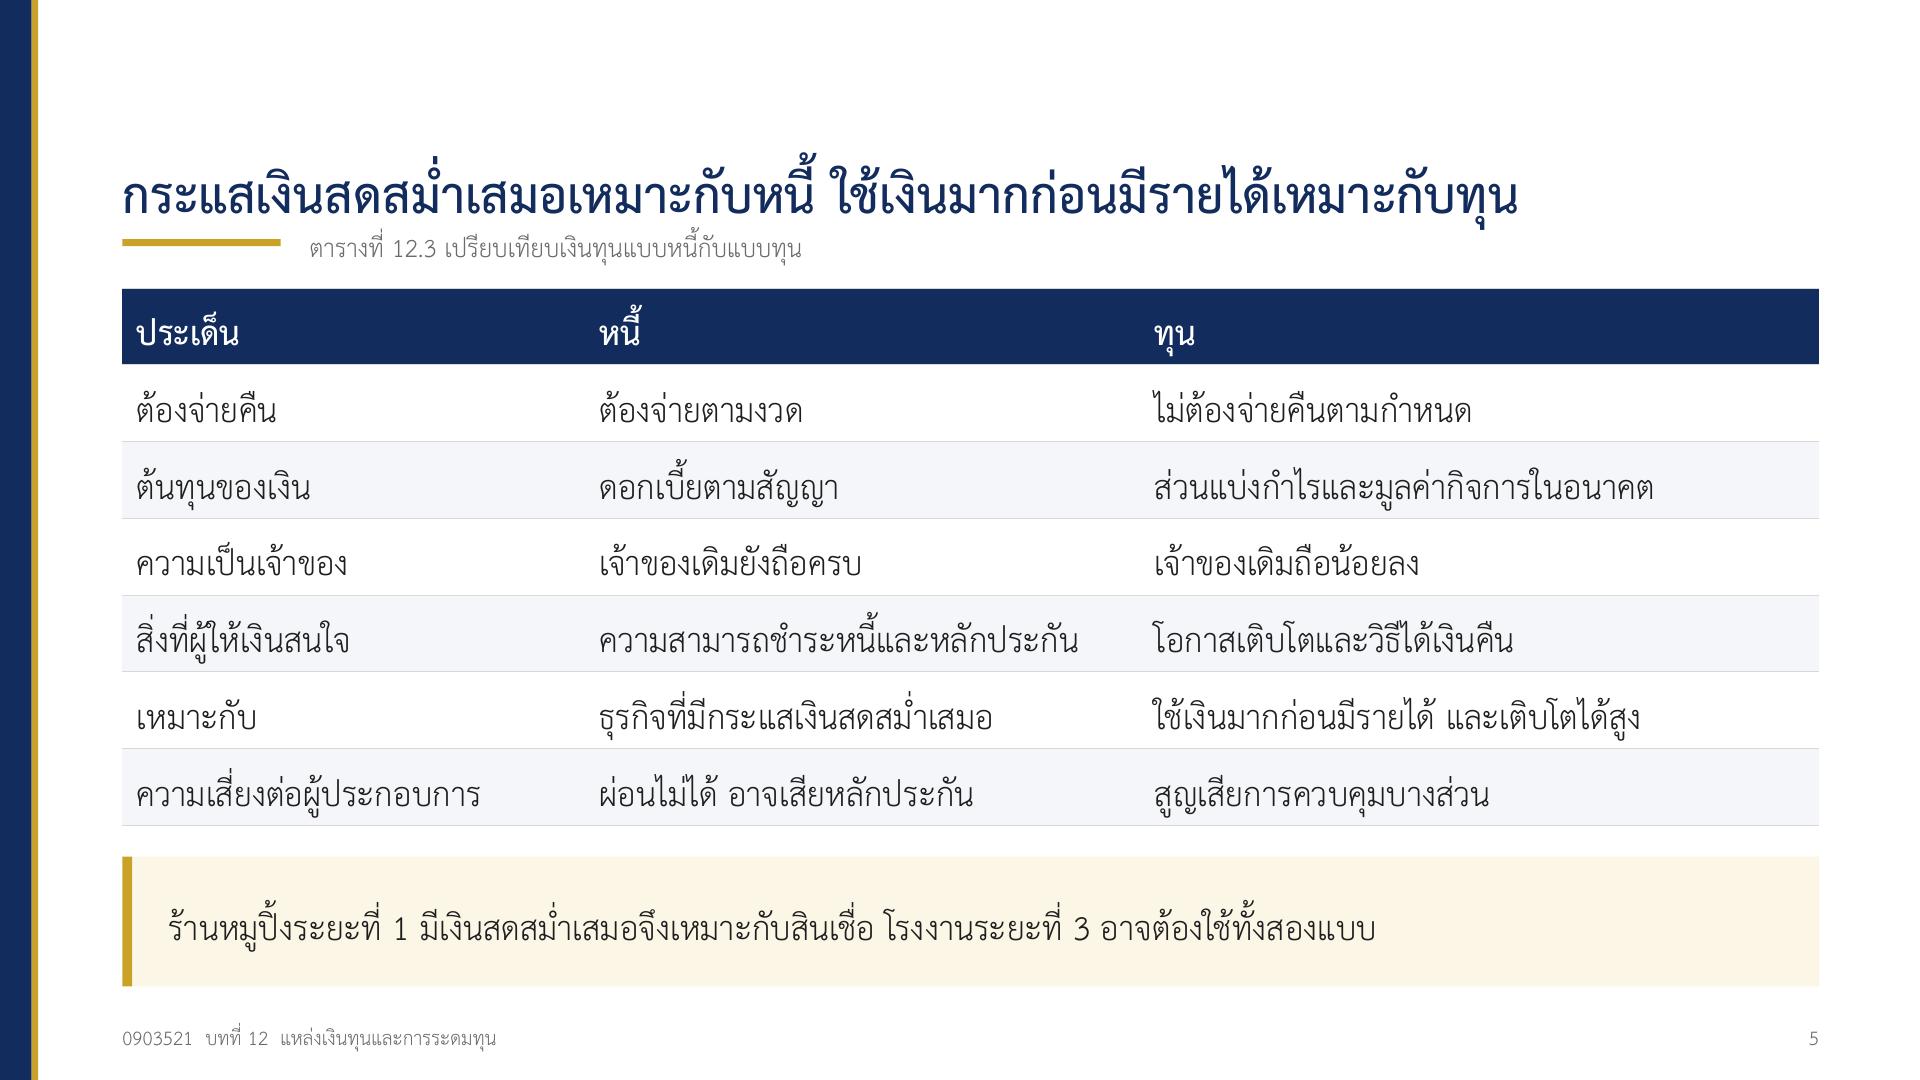 กระแสเงินสดสม่ำเสมอเหมาะกับหนี้ ใช้เงินมากก่อนมีรายได้เหมาะกับทุน
ตารางที่ 12.3 เปรียบเทียบเงินทุนแบบหนี้กับแบบทุน
ประเด็น หนี้ ทุน
ต้องจ่ายคืน ต้องจ่ายตามงวด ไม่ต้องจ่ายคืนตามกำหนด
ต้นทุนของเงิน ดอกเบี้ยตามสัญญา ส่วนแบ่งกำไรและมูลค่ากิจการในอนาคต
ความเป็นเจ้าของ เจ้าของเดิมยังถือครบ เจ้าของเดิมถือน้อยลง
สิ่งที่ผู้ให้เงินสนใจ ความสามารถชำระหนี้และหลักประกัน โอกาสเติบโตและวิธีได้เงินคืน
เหมาะกับ ธุรกิจที่มีกระแสเงินสดสม่ำเสมอ ใช้เงินมากก่อนมีรายได้ และเติบโตได้สูง
ความเสี่ยงต่อผู้ประกอบการ ผ่อนไม่ได้ อาจเสียหลักประกัน สูญเสียการควบคุมบางส่วน
ร้านหมูปิ้งระยะที่ 1 มีเงินสดสม่ำเสมอจึงเหมาะกับสินเชื่อ โรงงานระยะที่ 3 อาจต้องใช้ทั้งสองแบบ
0903521 บทที่ 12 แหล่งเงินทุนและการระดมทุน 5